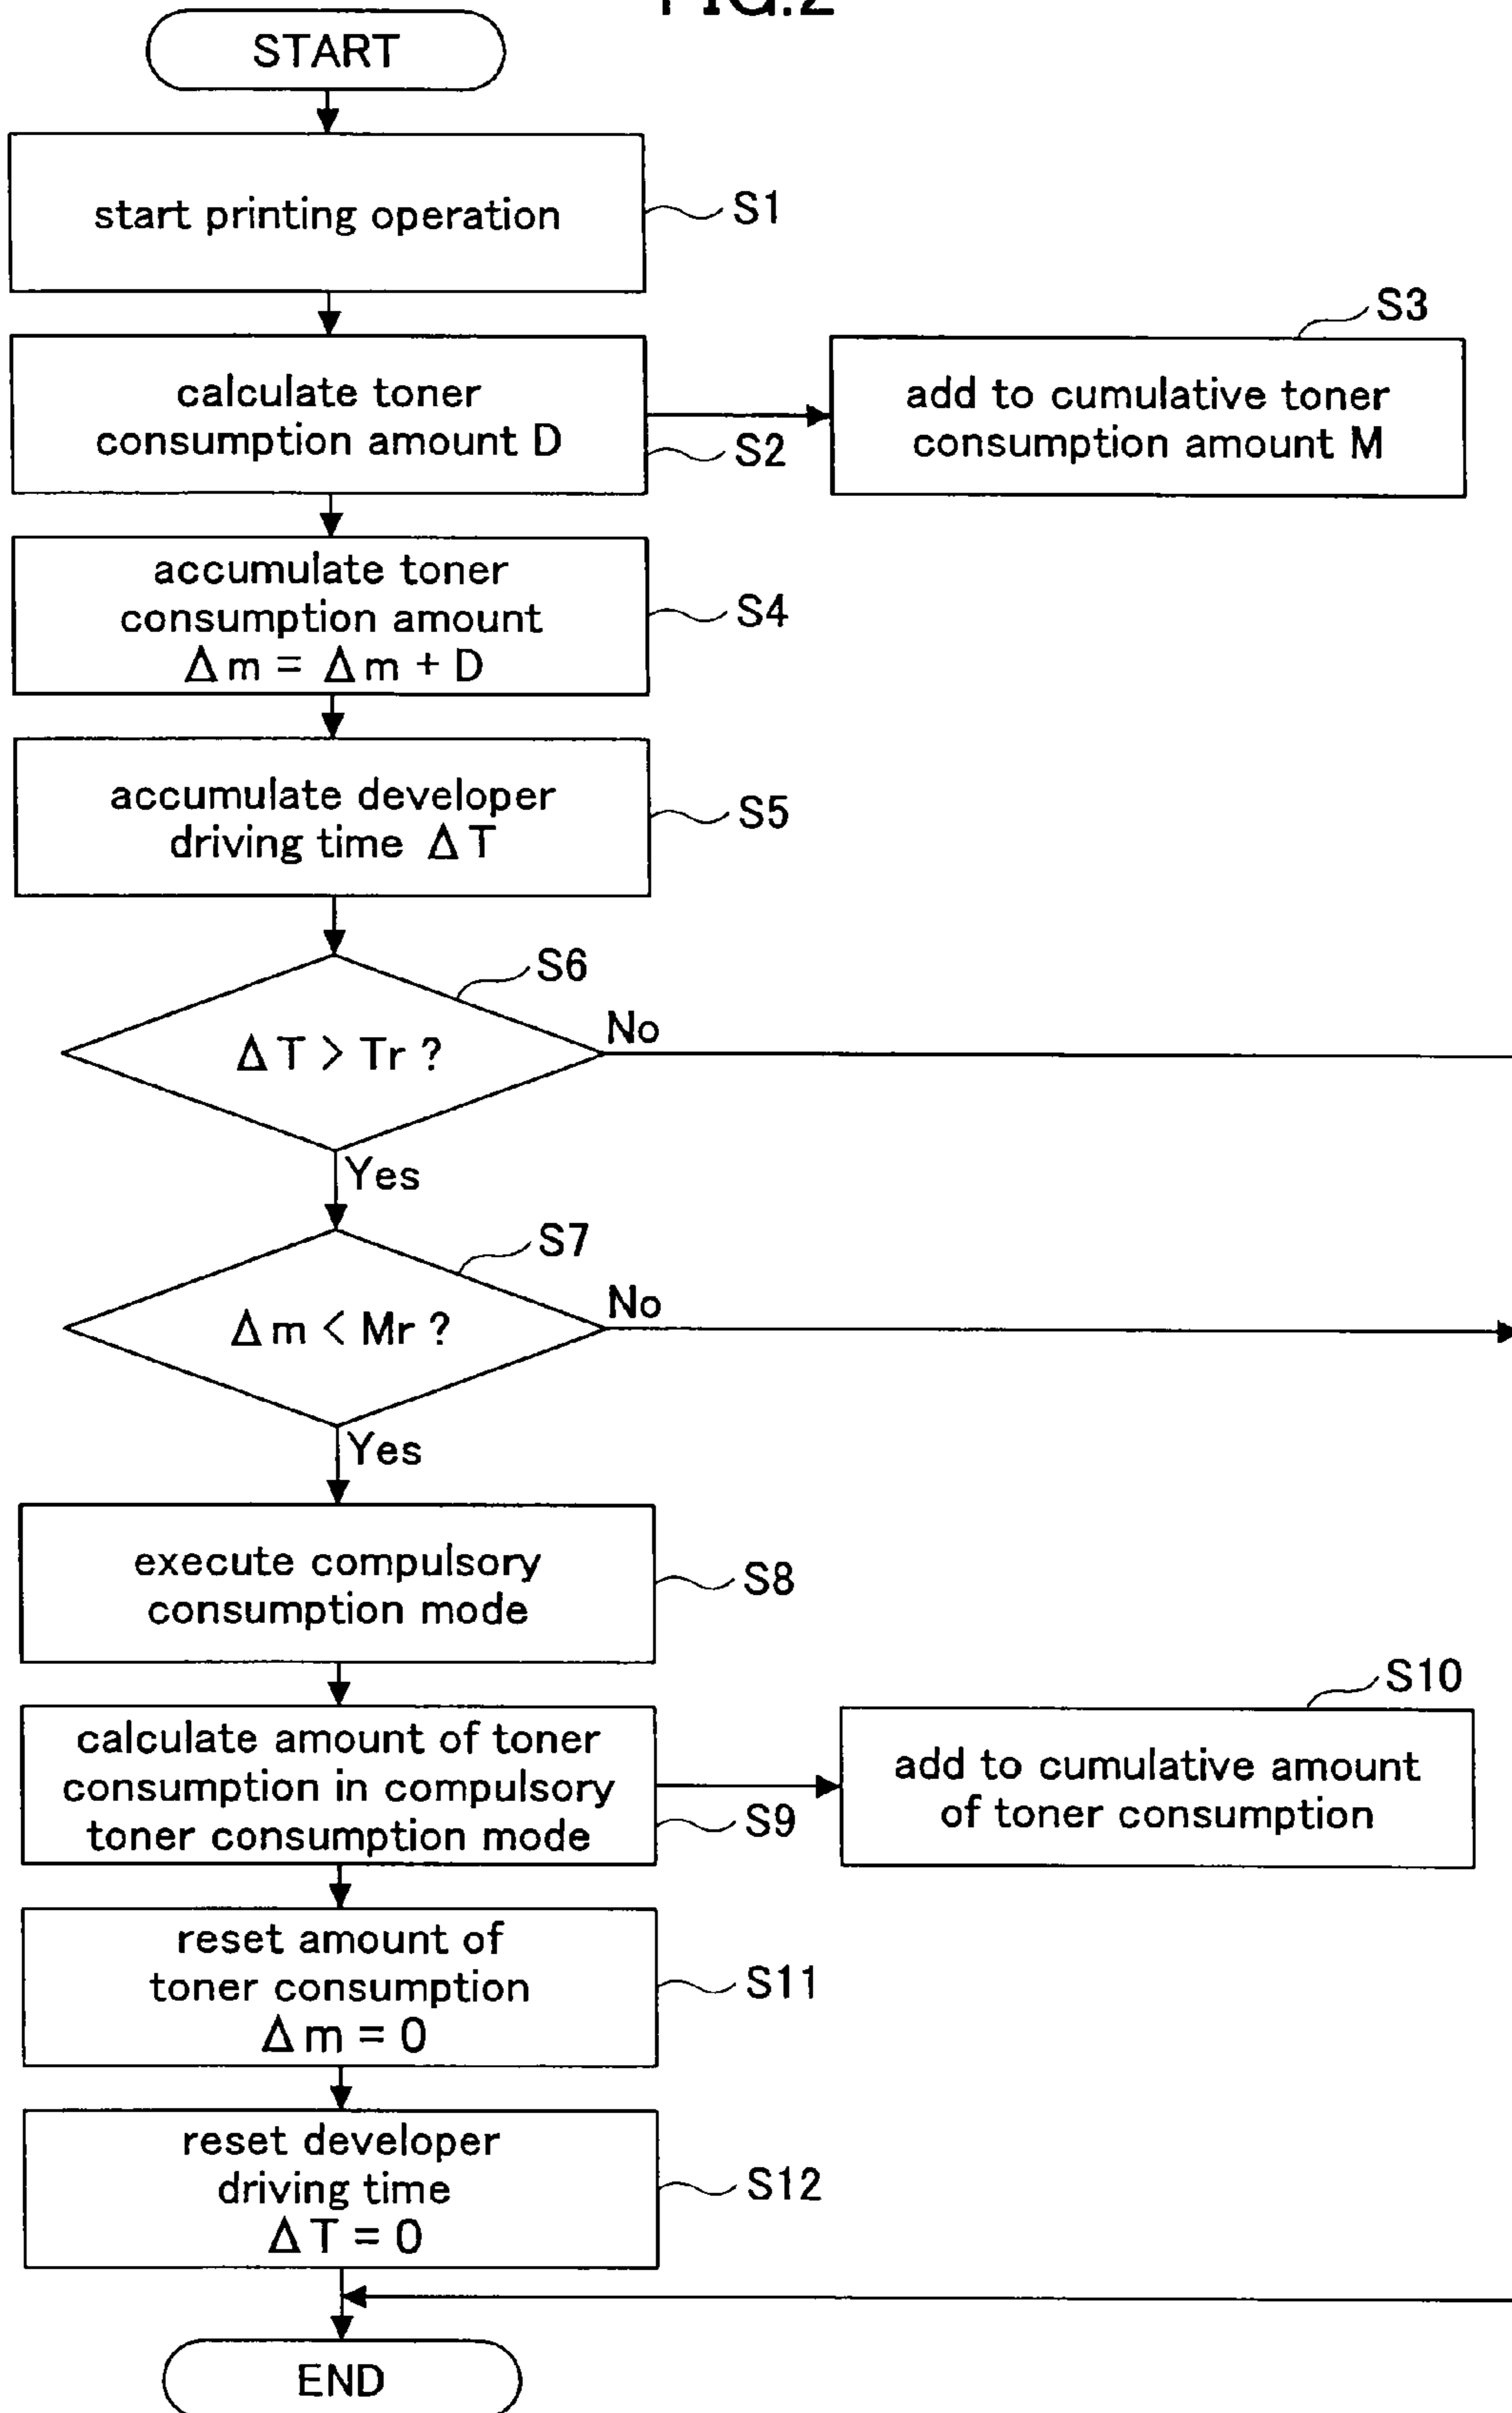 FIG.2
START
start printing operation
S1
calculate toner
consumption amount D
S2
S3
add to cumulative toner
consumption amount M
accumulate toner
consumption amount
Δm = Δm + D
S4
accumulate developer
driving time ΔT
S5
S6
ΔT > Tr ?
No
Yes
S7
Δm < Mr ?
No
Yes
execute compulsory
consumption mode
S8
calculate amount of toner
consumption in compulsory
toner consumption mode
S9
S10
add to cumulative amount
of toner consumption
reset amount of
toner consumption
Δm = 0
S11
reset developer
driving time
ΔT = 0
S12
END